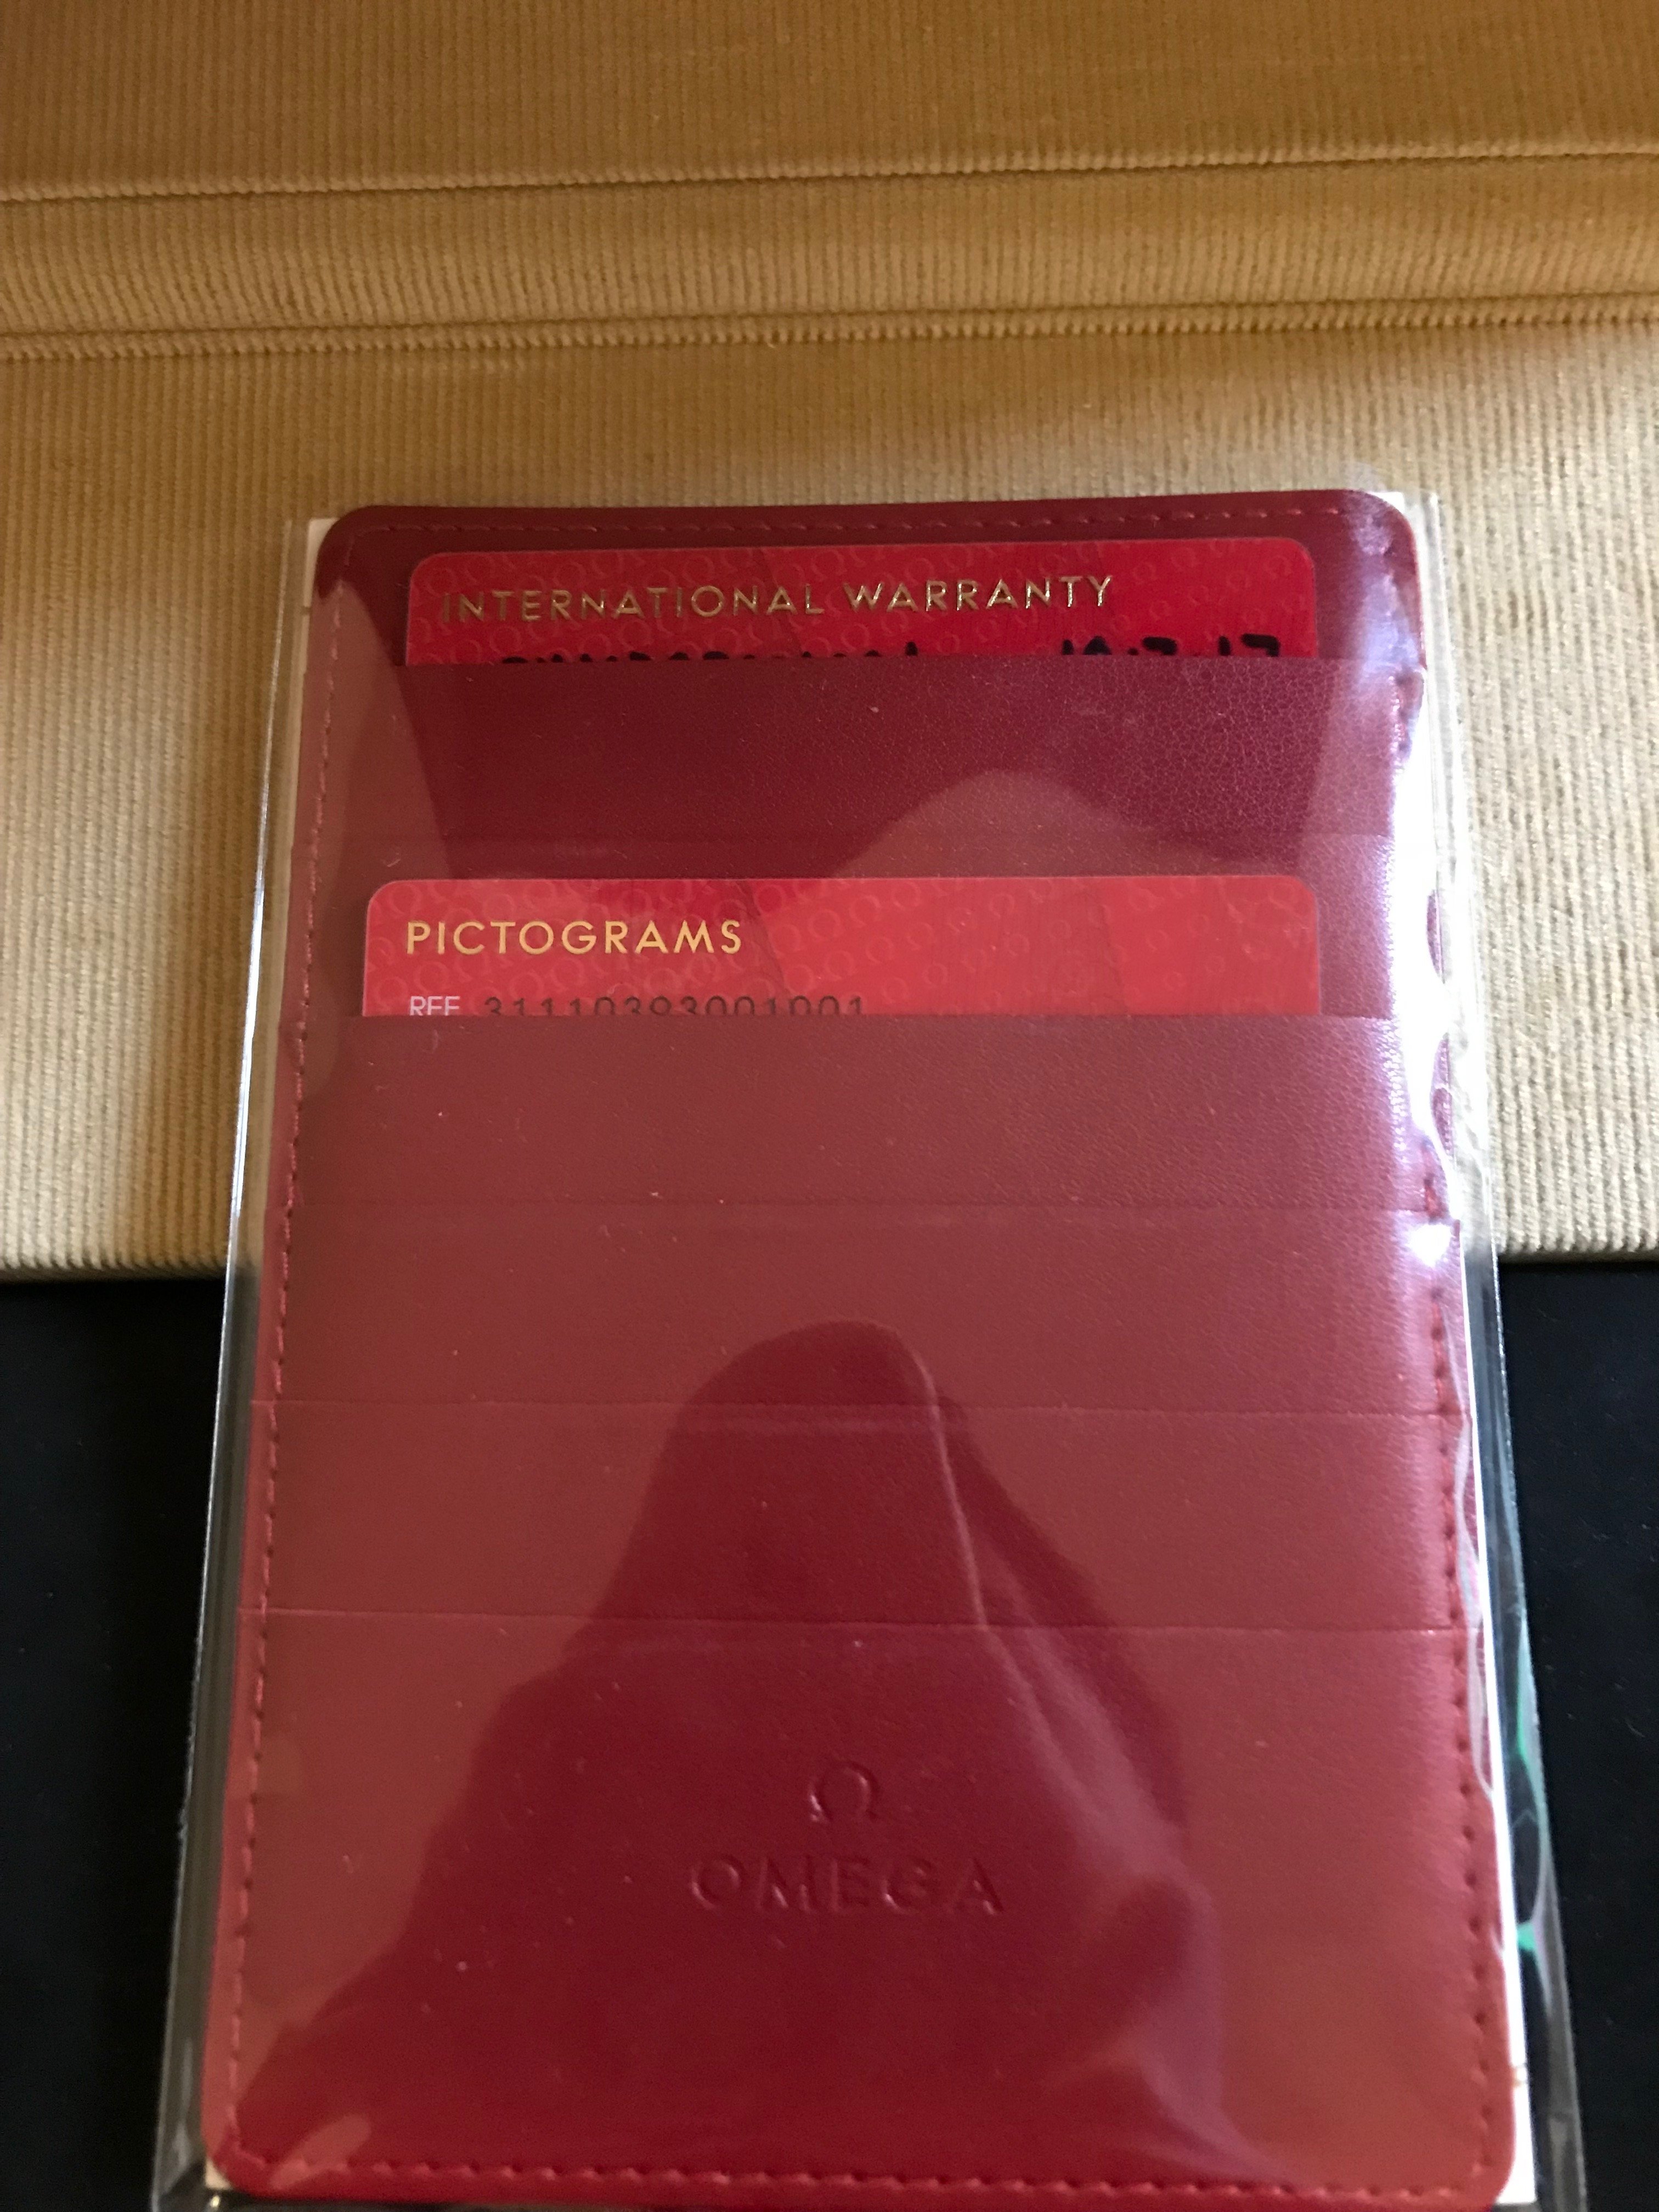 INTERNATIONAL WARRANTY
PICTOGRAMS
REF 31110393001001
Ω
OMEGA